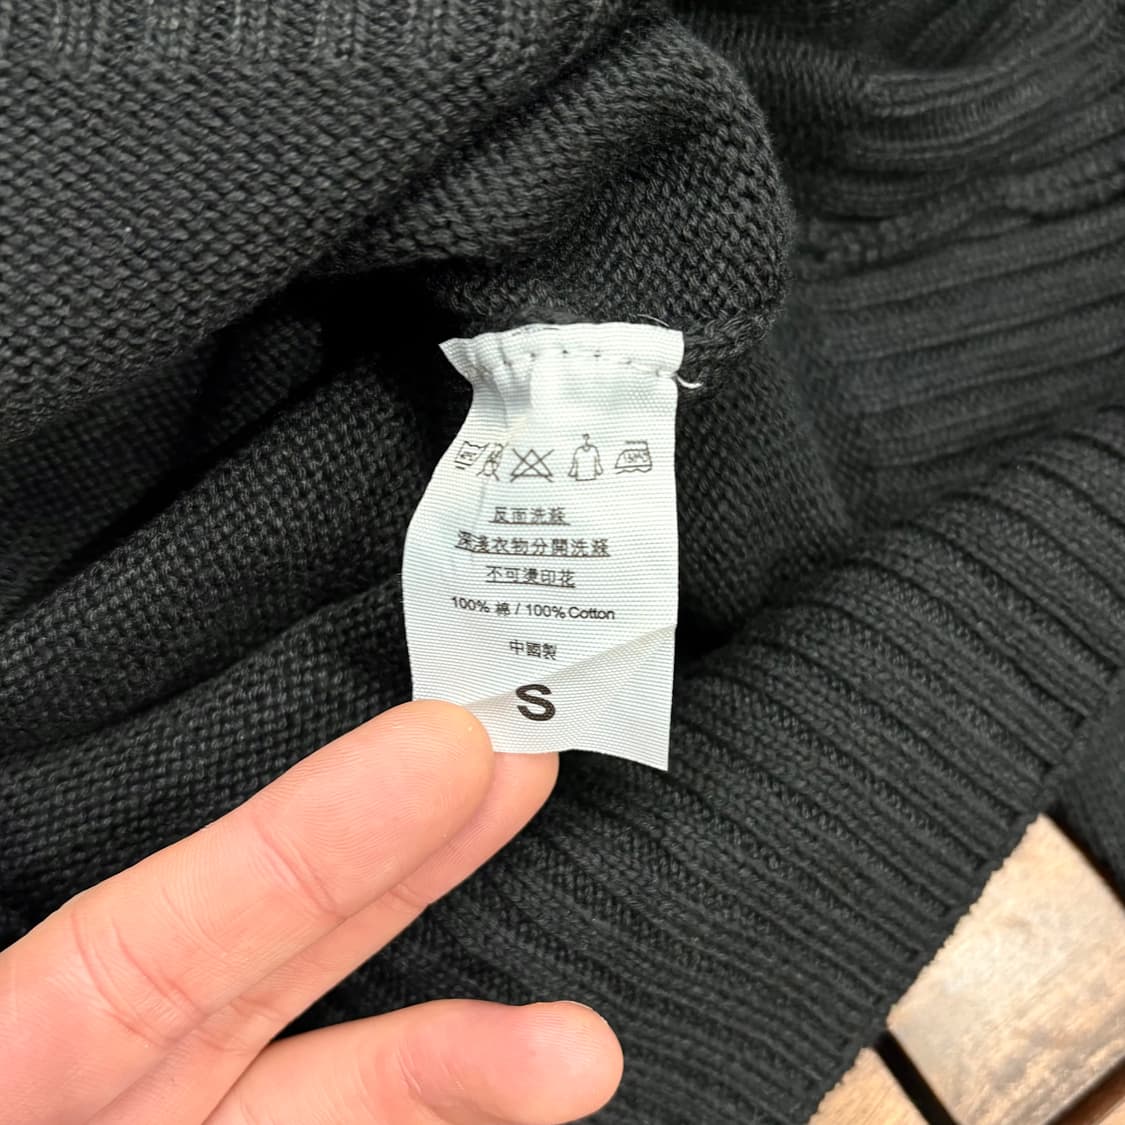 反面洗滌
深淺衣物分開洗滌
不可燙印花
100% 棉 / 100% Cotton
中國製
S